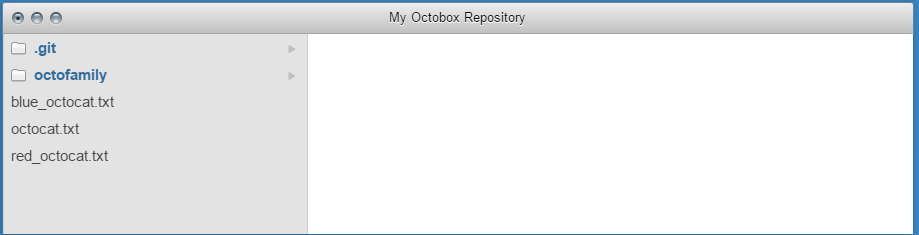 My Octobox Repository
.git
octofamily
blue_octocat.txt
octocat.txt
red_octocat.txt